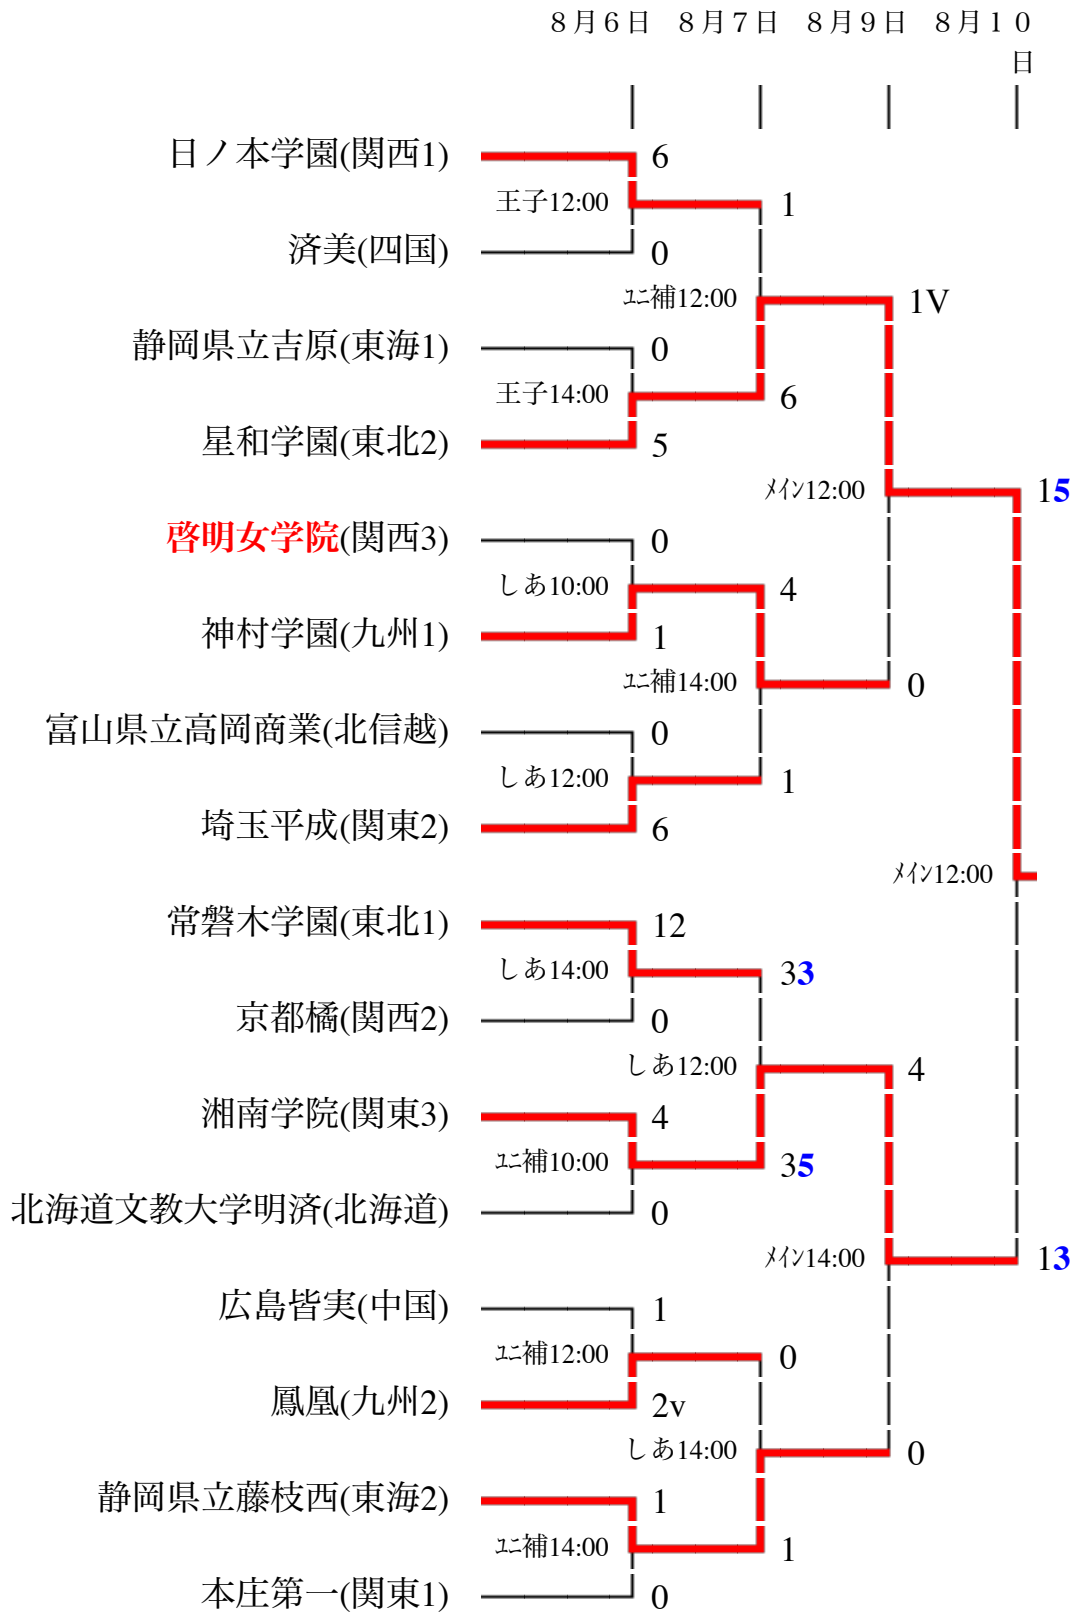 ８月６日 ８月７日 ８月９日 ８月１０日
日ノ本学園(関西1) 6
王子12:00 1
済美(四国) 0
ﾕﾆ補12:00 1V
静岡県立吉原(東海1) 0
王子14:00 6
星和学園(東北2) 5
ﾒｲﾝ12:00 15
啓明女学院(関西3) 0
しあ10:00 4
神村学園(九州1) 1
ﾕﾆ補14:00 0
富山県立高岡商業(北信越) 0
しあ12:00 1
埼玉平成(関東2) 6
ﾒｲﾝ12:00
常磐木学園(東北1) 12
しあ14:00 33
京都橘(関西2) 0
しあ12:00 4
湘南学院(関東3) 4
ﾕﾆ補10:00 35
北海道文教大学明済(北海道) 0
ﾒｲﾝ14:00 13
広島皆実(中国) 1
ﾕﾆ補12:00 0
鳳凰(九州2) 2v
しあ14:00 0
静岡県立藤枝西(東海2) 1
ﾕﾆ補14:00 1
本庄第一(関東1) 0